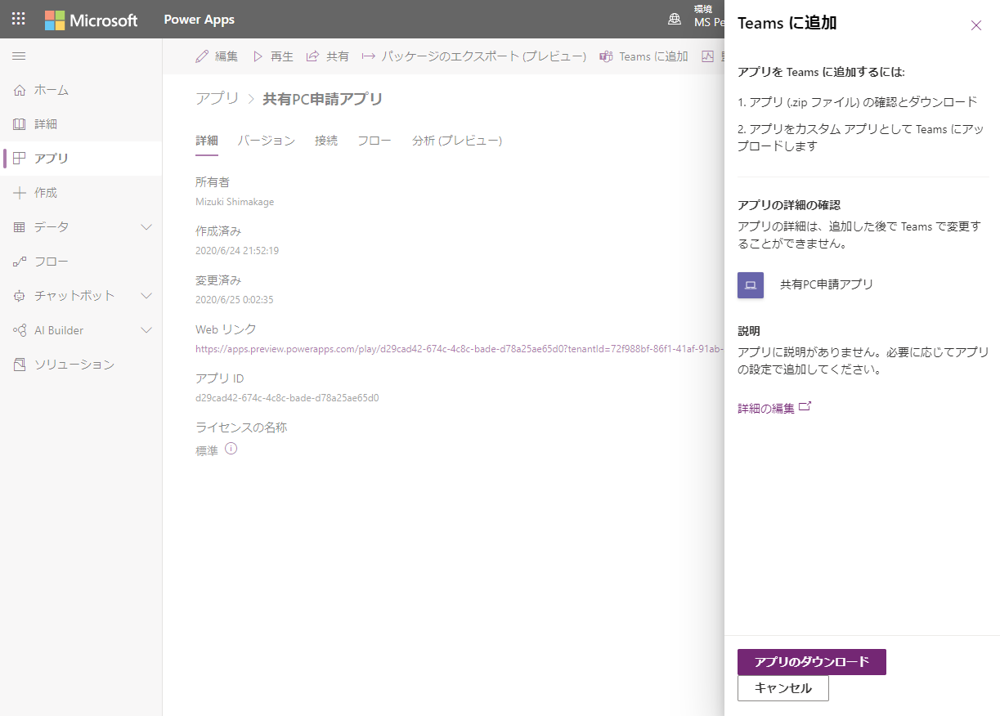 Microsoft
Power Apps
環境
MS Pe
ホーム
詳細
アプリ
作成
データ
フロー
チャットボット
AI Builder
ソリューション
編集
再生
共有
パッケージのエクスポート (プレビュー)
Teams に追加
アプリ > 共有PC申請アプリ
詳細
バージョン
接続
フロー
分析 (プレビュー)
所有者
Mizuki Shimakage
作成済み
2020/6/24 21:52:19
変更済み
2020/6/25 0:02:35
Web リンク
https://apps.preview.powerapps.com/play/d29cad42-674c-4c8c-bade-d78a25ae65d0?tenantId=72f988bf-86f1-41af-91ab-
アプリ ID
d29cad42-674c-4c8c-bade-d78a25ae65d0
ライセンスの名称
標準
Teams に追加
アプリを Teams に追加するには:
1. アプリ (.zip ファイル) の確認とダウンロード
2. アプリをカスタム アプリとして Teams にアッ
プロードします
アプリの詳細の確認
アプリの詳細は、追加した後で Teams で変更す
ることができません。
共有PC申請アプリ
説明
アプリに説明がありません。必要に応じてアプリ
の設定で追加してください。
詳細の編集
アプリのダウンロード
キャンセル